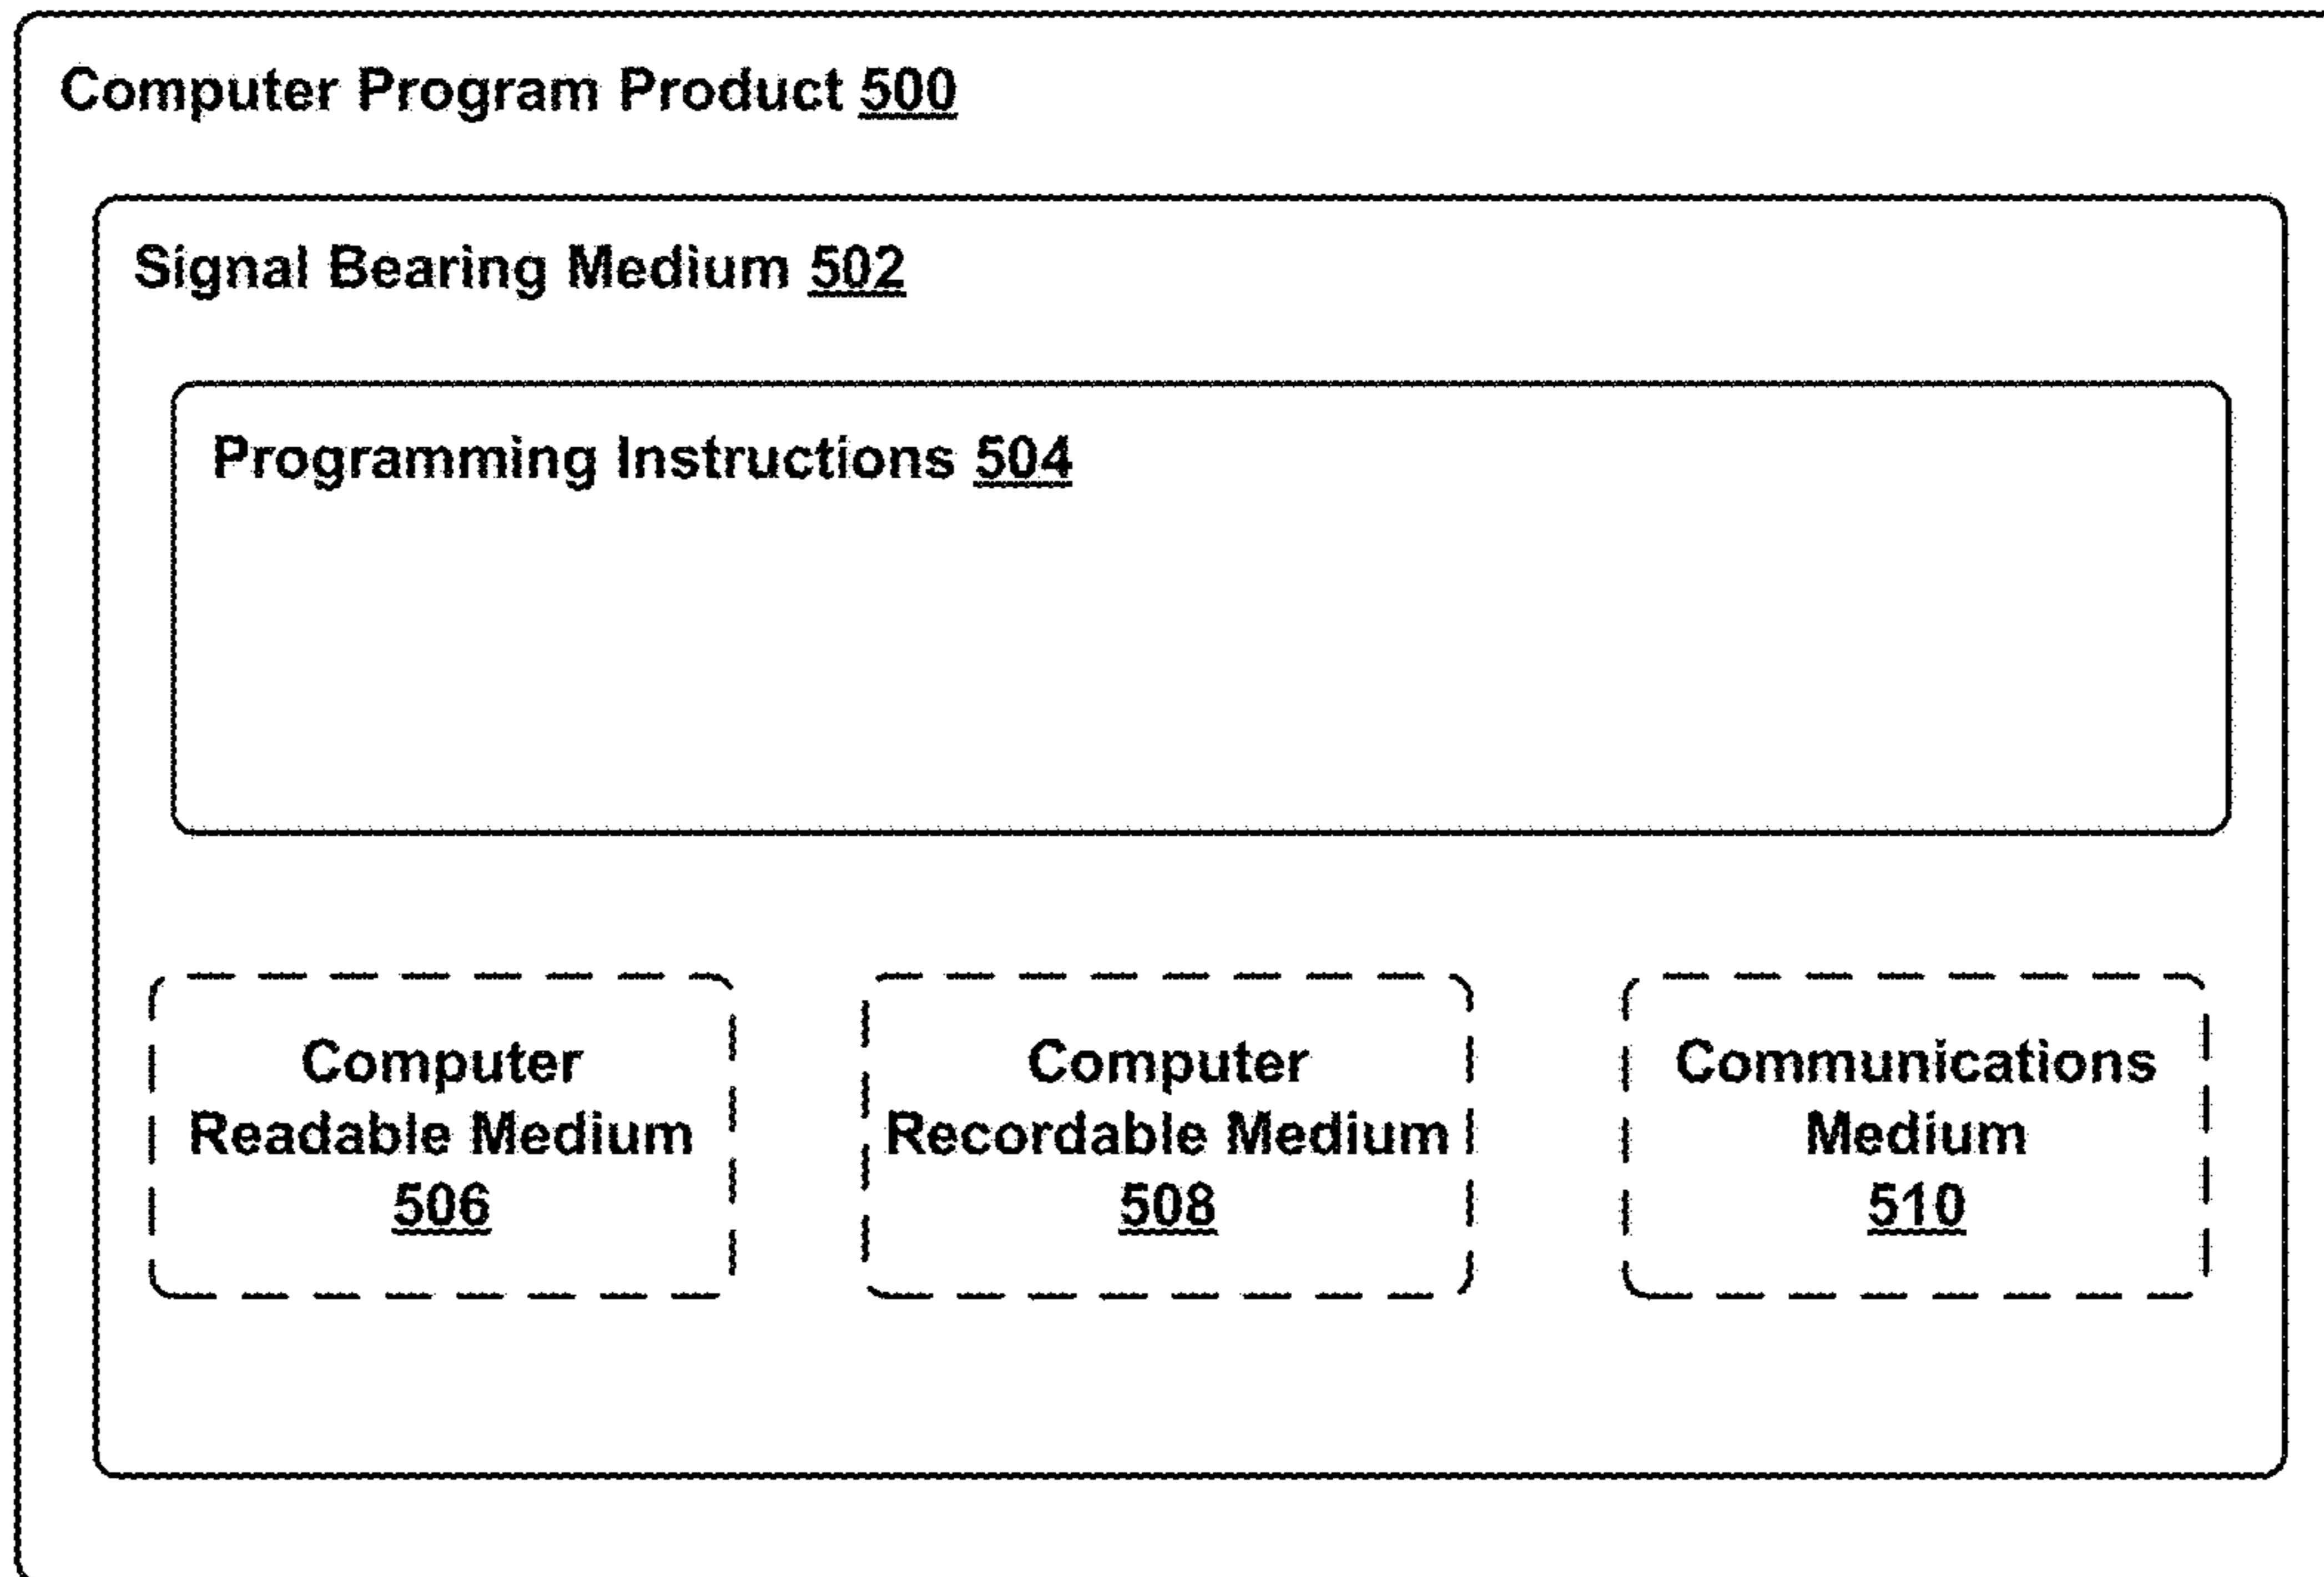 Computer Program Product 500
Signal Bearing Medium 502
Programming Instructions 504
Computer
Readable Medium
506
Computer
Recordable Medium
508
Communications
Medium
510